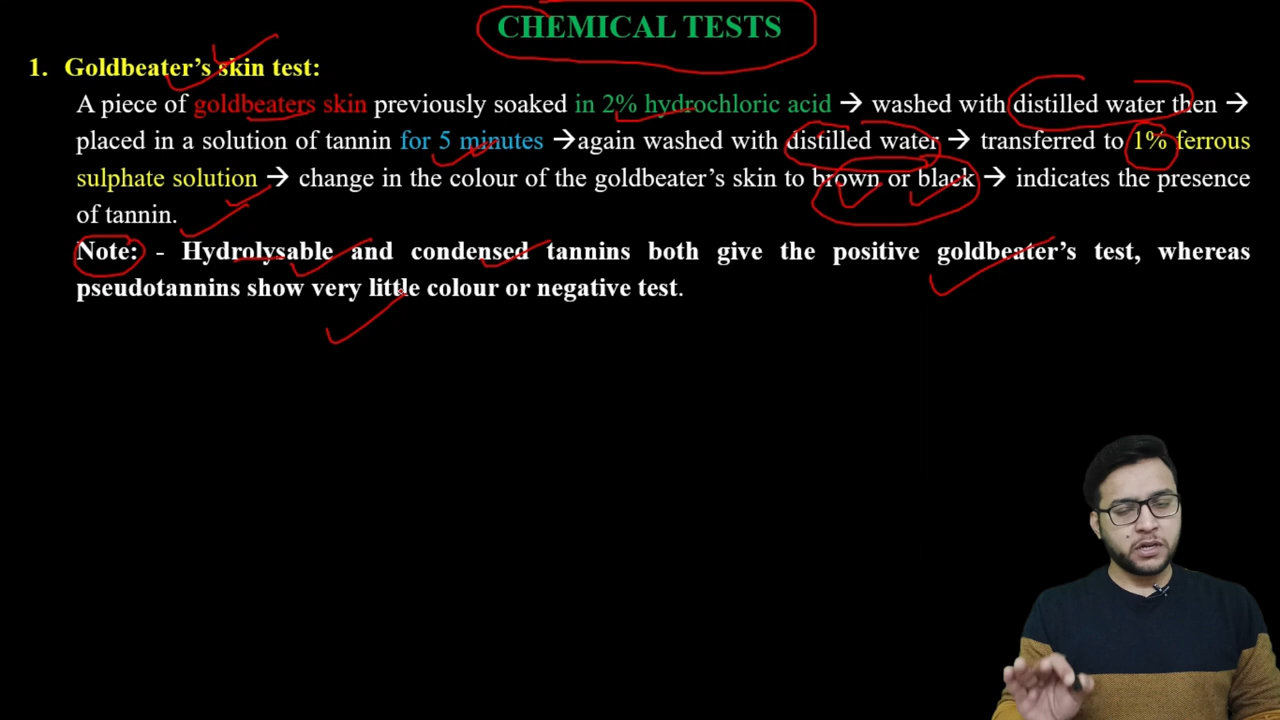 CHEMICAL TESTS
1. Goldbeater's skin test:
A piece of goldbeaters skin previously soaked in 2% hydrochloric acid → washed with distilled water then →
placed in a solution of tannin for 5 minutes →again washed with distilled water → transferred to 1% ferrous
sulphate solution → change in the colour of the goldbeater's skin to brown or black → indicates the presence
of tannin.
Note: - Hydrolysable and condensed tannins both give the positive goldbeater's test, whereas
pseudotannins show very little colour or negative test.